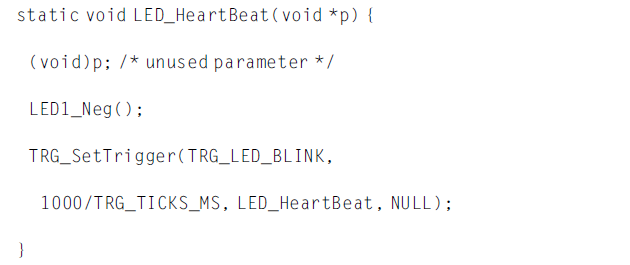 static void LED_HeartBeat(void *p) {
(void)p; /* unused parameter */
LED1_Neg();
TRG_SetTrigger(TRG_LED_BLINK,
1000/TRG_TICKS_MS, LED_HeartBeat, NULL);
}